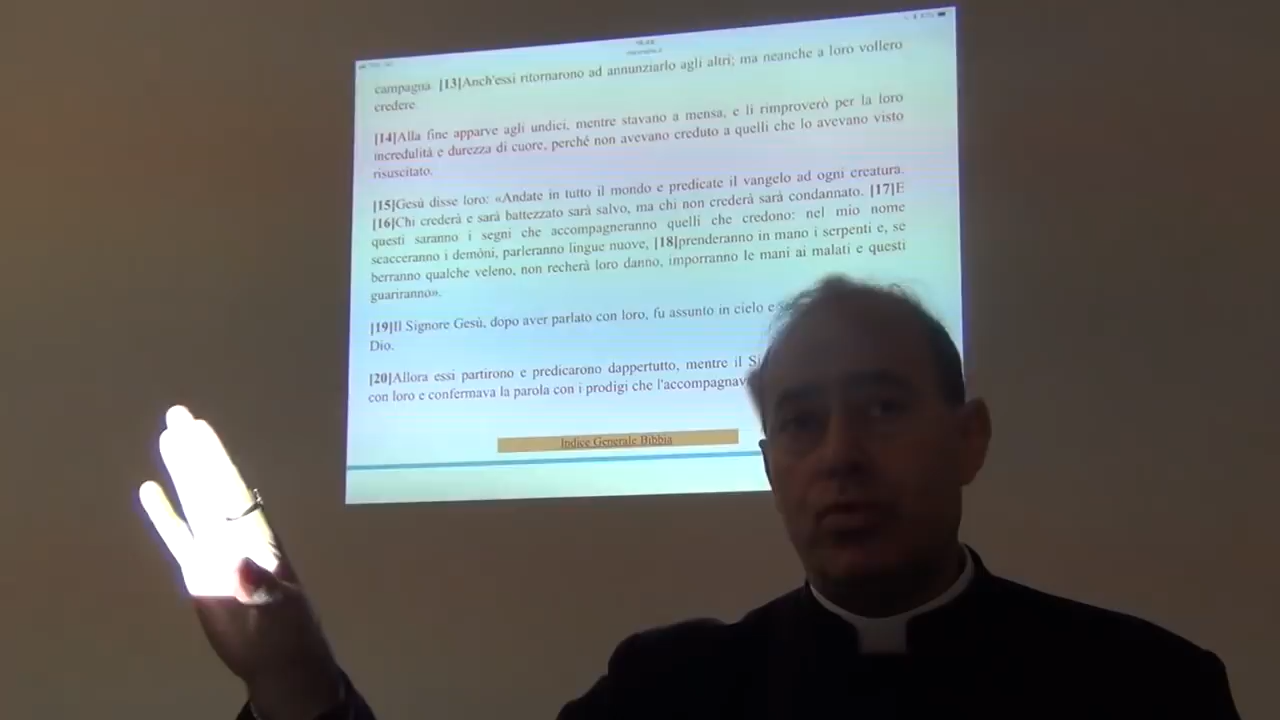 campagna. [13]Anch'essi ritornarono ad annunziarlo agli altri; ma neanche a loro vollero
credere.
[14]Alla fine apparve agli undici, mentre stavano a mensa, e li rimproverò per la loro
incredulità e durezza di cuore, perché non avevano creduto a quelli che lo avevano visto
risuscitato.
[15]Gesù disse loro: «Andate in tutto il mondo e predicate il vangelo ad ogni creatura.
[16]Chi crederà e sarà battezzato sarà salvo, ma chi non crederà sarà condannato. [17]E
questi saranno i segni che accompagneranno quelli che credono: nel mio nome
scacceranno i demòni, parleranno lingue nuove, [18]prenderanno in mano i serpenti e, se
berranno qualche veleno, non recherà loro danno, imporranno le mani ai malati e questi
guariranno».
[19]Il Signore Gesù, dopo aver parlato con loro, fu assunto in cielo e
Dio.
[20]Allora essi partirono e predicarono dappertutto, mentre il
con loro e confermava la parola con i prodigi che
Indice Generale Bibbia